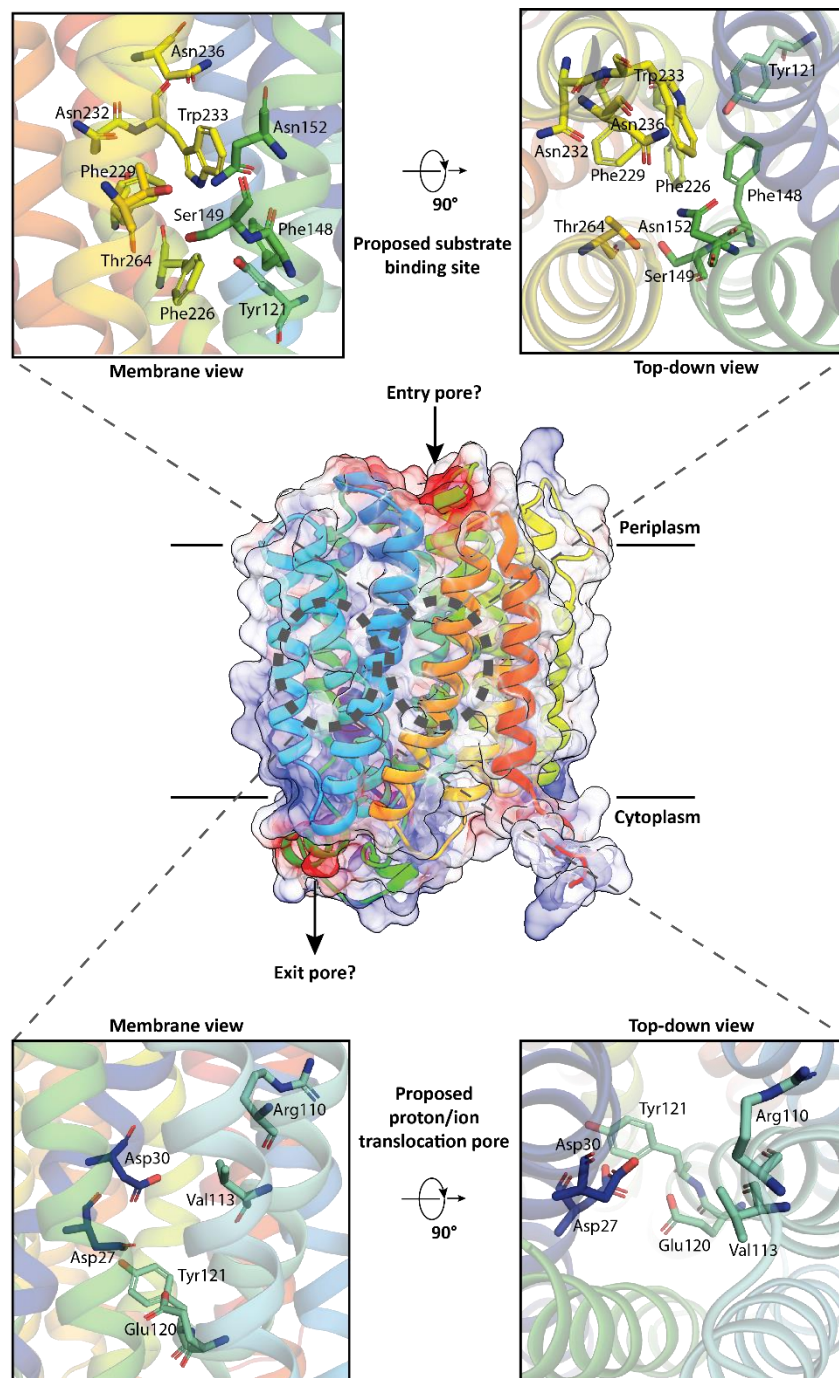 Asn236
Asn232
Trp233
Asn152
Phe229
Ser149
Phe148
Thr264
Phe226
Tyr121
Membrane view
90°
Proposed substrate
binding site
Trp233
Tyr121
Asn236
Asn232
Phe229
Phe226
Phe148
Thr264
Asn152
Ser149
Top-down view
Entry pore?
Periplasm
Cytoplasm
Exit pore?
Membrane view
Arg110
Asp30
Val113
Asp27
Tyr121
Glu120
Proposed
proton/ion
translocation pore
90°
Top-down view
Tyr121
Arg110
Asp30
Asp27
Glu120
Val113